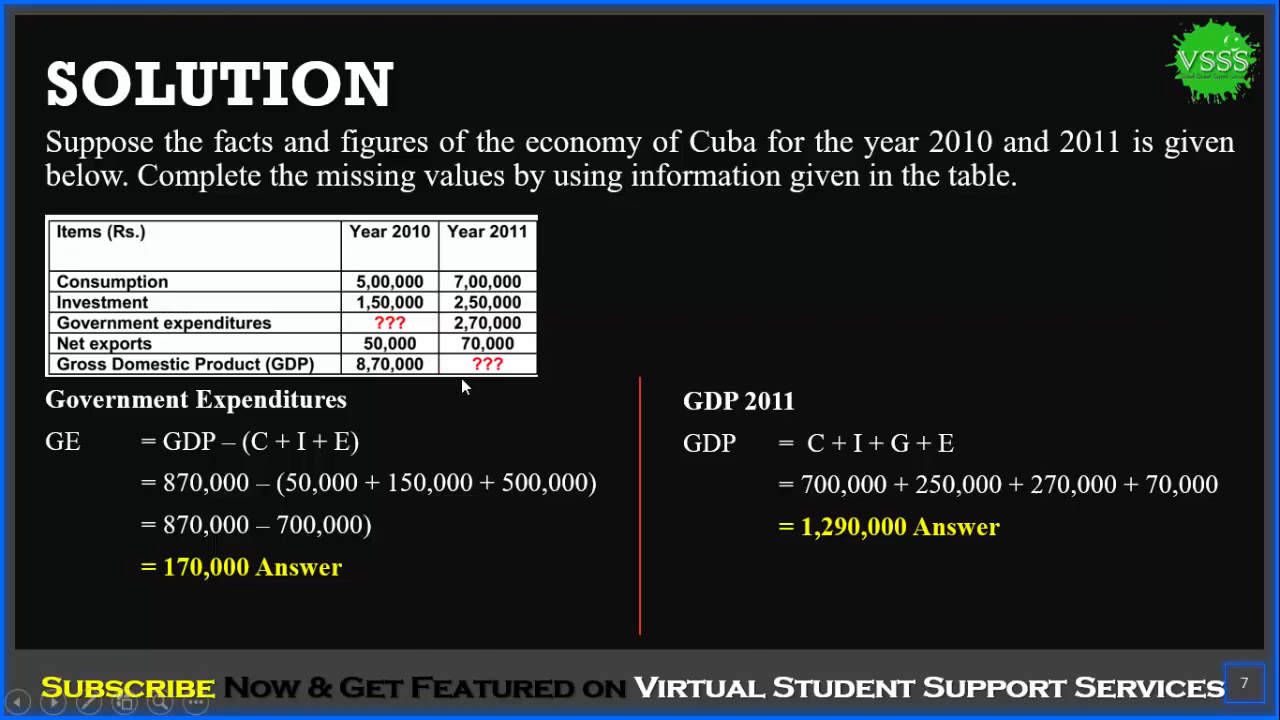 VSSS
SOLUTION
Suppose the facts and figures of the economy of Cuba for the year 2010 and 2011 is given
below. Complete the missing values by using information given in the table.
Items (Rs.) Year 2010 Year 2011
Consumption 5,00,000 7,00,000
Investment 1,50,000 2,50,000
Government expenditures ??? 2,70,000
Net exports 50,000 70,000
Gross Domestic Product (GDP) 8,70,000 ???
Government Expenditures
GE = GDP – (C + I + E)
= 870,000 – (50,000 + 150,000 + 500,000)
= 870,000 – 700,000)
= 170,000 Answer
GDP 2011
GDP = C + I + G + E
= 700,000 + 250,000 + 270,000 + 70,000
= 1,290,000 Answer
SUBSCRIBE NOW & GET FEATURED ON VIRTUAL STUDENT SUPPORT SERVICES
7